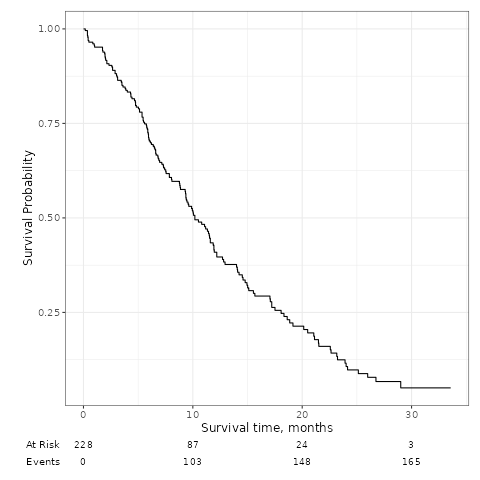 Survival Probability
1.00
0.75
0.50
0.25
0 10 20 30
Survival time, months
At Risk 228 87 24 3
Events 0 103 148 165